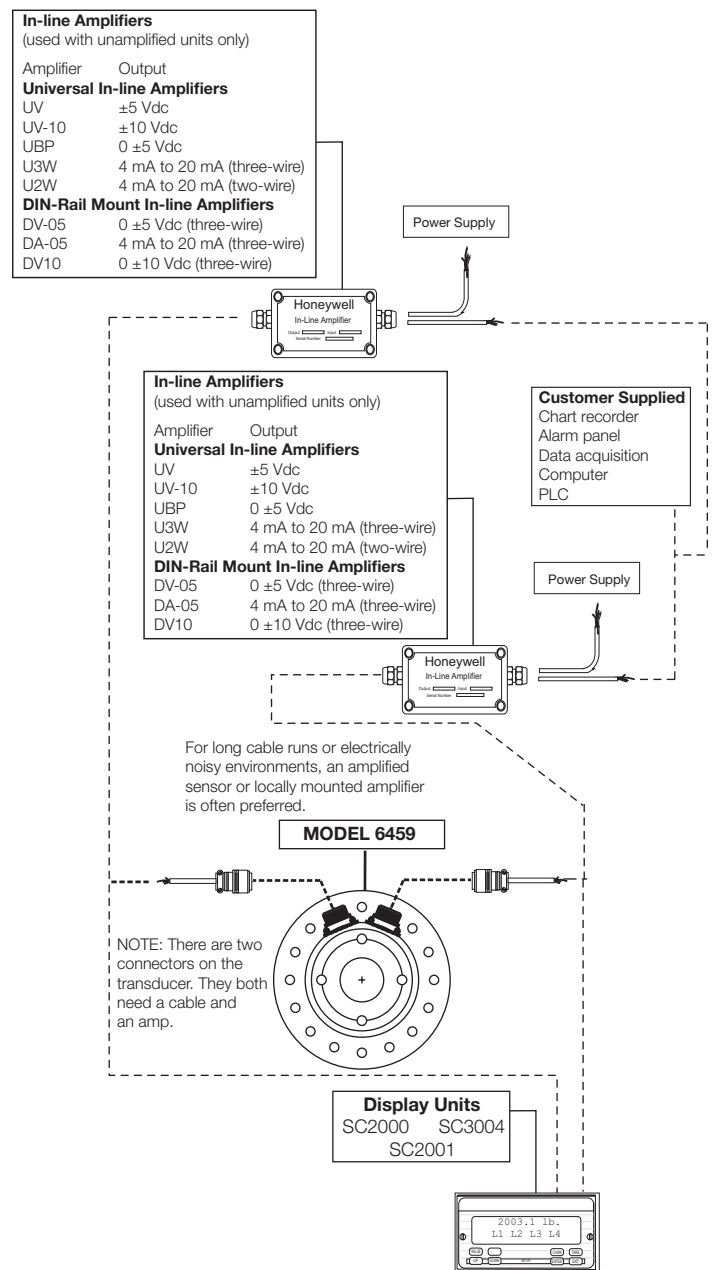 In-line Amplifiers
(used with unamplified units only)
Amplifier Output
Universal In-line Amplifiers
UV ±5 Vdc
UV-10 ±10 Vdc
UBP 0 ±5 Vdc
U3W 4 mA to 20 mA (three-wire)
U2W 4 mA to 20 mA (two-wire)
DIN-Rail Mount In-line Amplifiers
DV-05 0 ±5 Vdc (three-wire)
DA-05 4 mA to 20 mA (three-wire)
DV10 0 ±10 Vdc (three-wire)
Power Supply
Honeywell
In-Line Amplifier
Output Input
Serial Number
In-line Amplifiers
(used with unamplified units only)
Amplifier Output
Universal In-line Amplifiers
UV ±5 Vdc
UV-10 ±10 Vdc
UBP 0 ±5 Vdc
U3W 4 mA to 20 mA (three-wire)
U2W 4 mA to 20 mA (two-wire)
DIN-Rail Mount In-line Amplifiers
DV-05 0 ±5 Vdc (three-wire)
DA-05 4 mA to 20 mA (three-wire)
DV10 0 ±10 Vdc (three-wire)
Customer Supplied
Chart recorder
Alarm panel
Data acquisition
Computer
PLC
Power Supply
Honeywell
In-Line Amplifier
Output Input
Serial Number
For long cable runs or electrically
noisy environments, an amplified
sensor or locally mounted amplifier
is often preferred.
MODEL 6459
NOTE: There are two
connectors on the
transducer. They both
need a cable and
an amp.
Display Units
SC2000 SC3004
SC2001
2003.1 lb.
L1 L2 L3 L4
VALUE TARE
UP DOWN SETUP ENTER EXIT